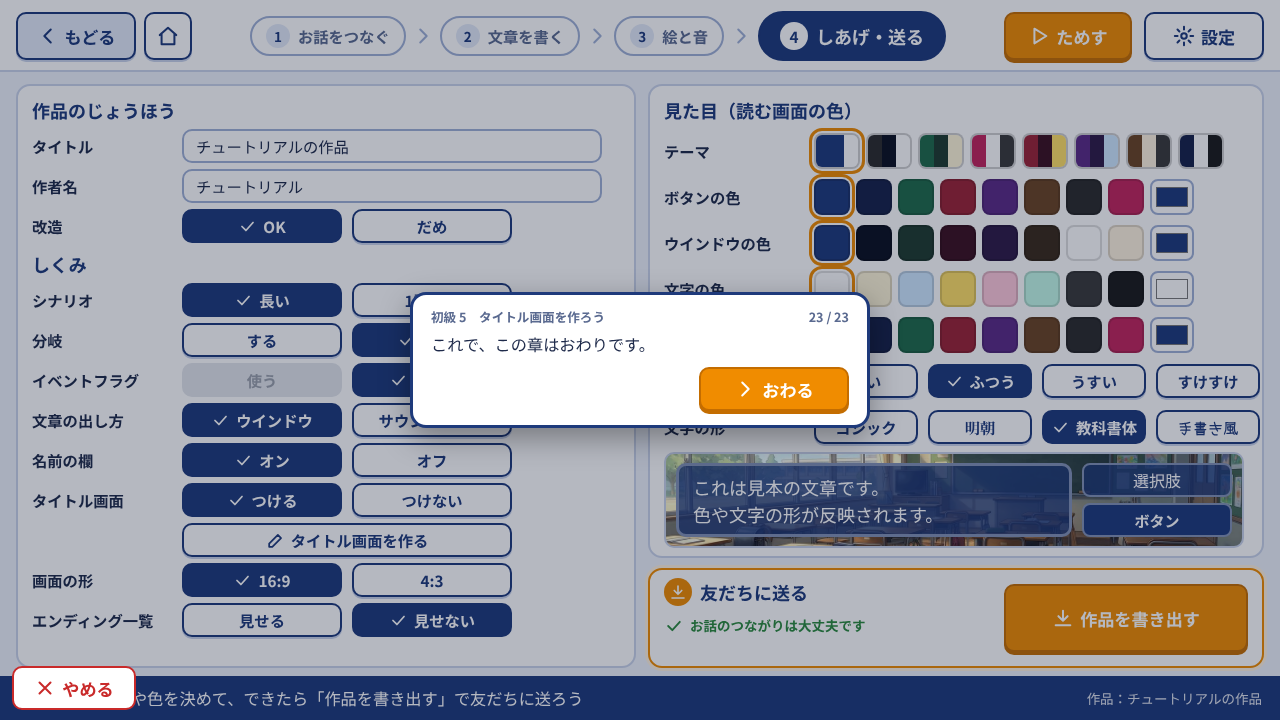 もどる
1 お話をつなぐ
2 文章を書く
3 絵と音
4 しあげ・送る
ためす
設定
作品のじょうほう
タイトル チュートリアルの作品
作者名 チュートリアル
改造 OK だめ
しくみ
シナリオ 長い
分岐 する
イベントフラグ 使う
文章の出し方 ウインドウ
名前の欄 オン オフ
タイトル画面 つける つけない
タイトル画面を作る
画面の形 16:9 4:3
エンディング一覧 見せる 見せない
見た目（読む画面の色）
テーマ
ボタンの色
ウインドウの色
ふつう うすい すけすけ
明朝 教科書体 手書き風
これは見本の文章です。
色や文字の形が反映されます。
選択肢
ボタン
初級 5 タイトル画面を作ろう 23 / 23
これで、この章はおわりです。
おわる
友だちに送る
お話のつながりは大丈夫です
作品を書き出す
やめる
や色を決めて、できたら「作品を書き出す」で友だちに送ろう
作品：チュートリアルの作品